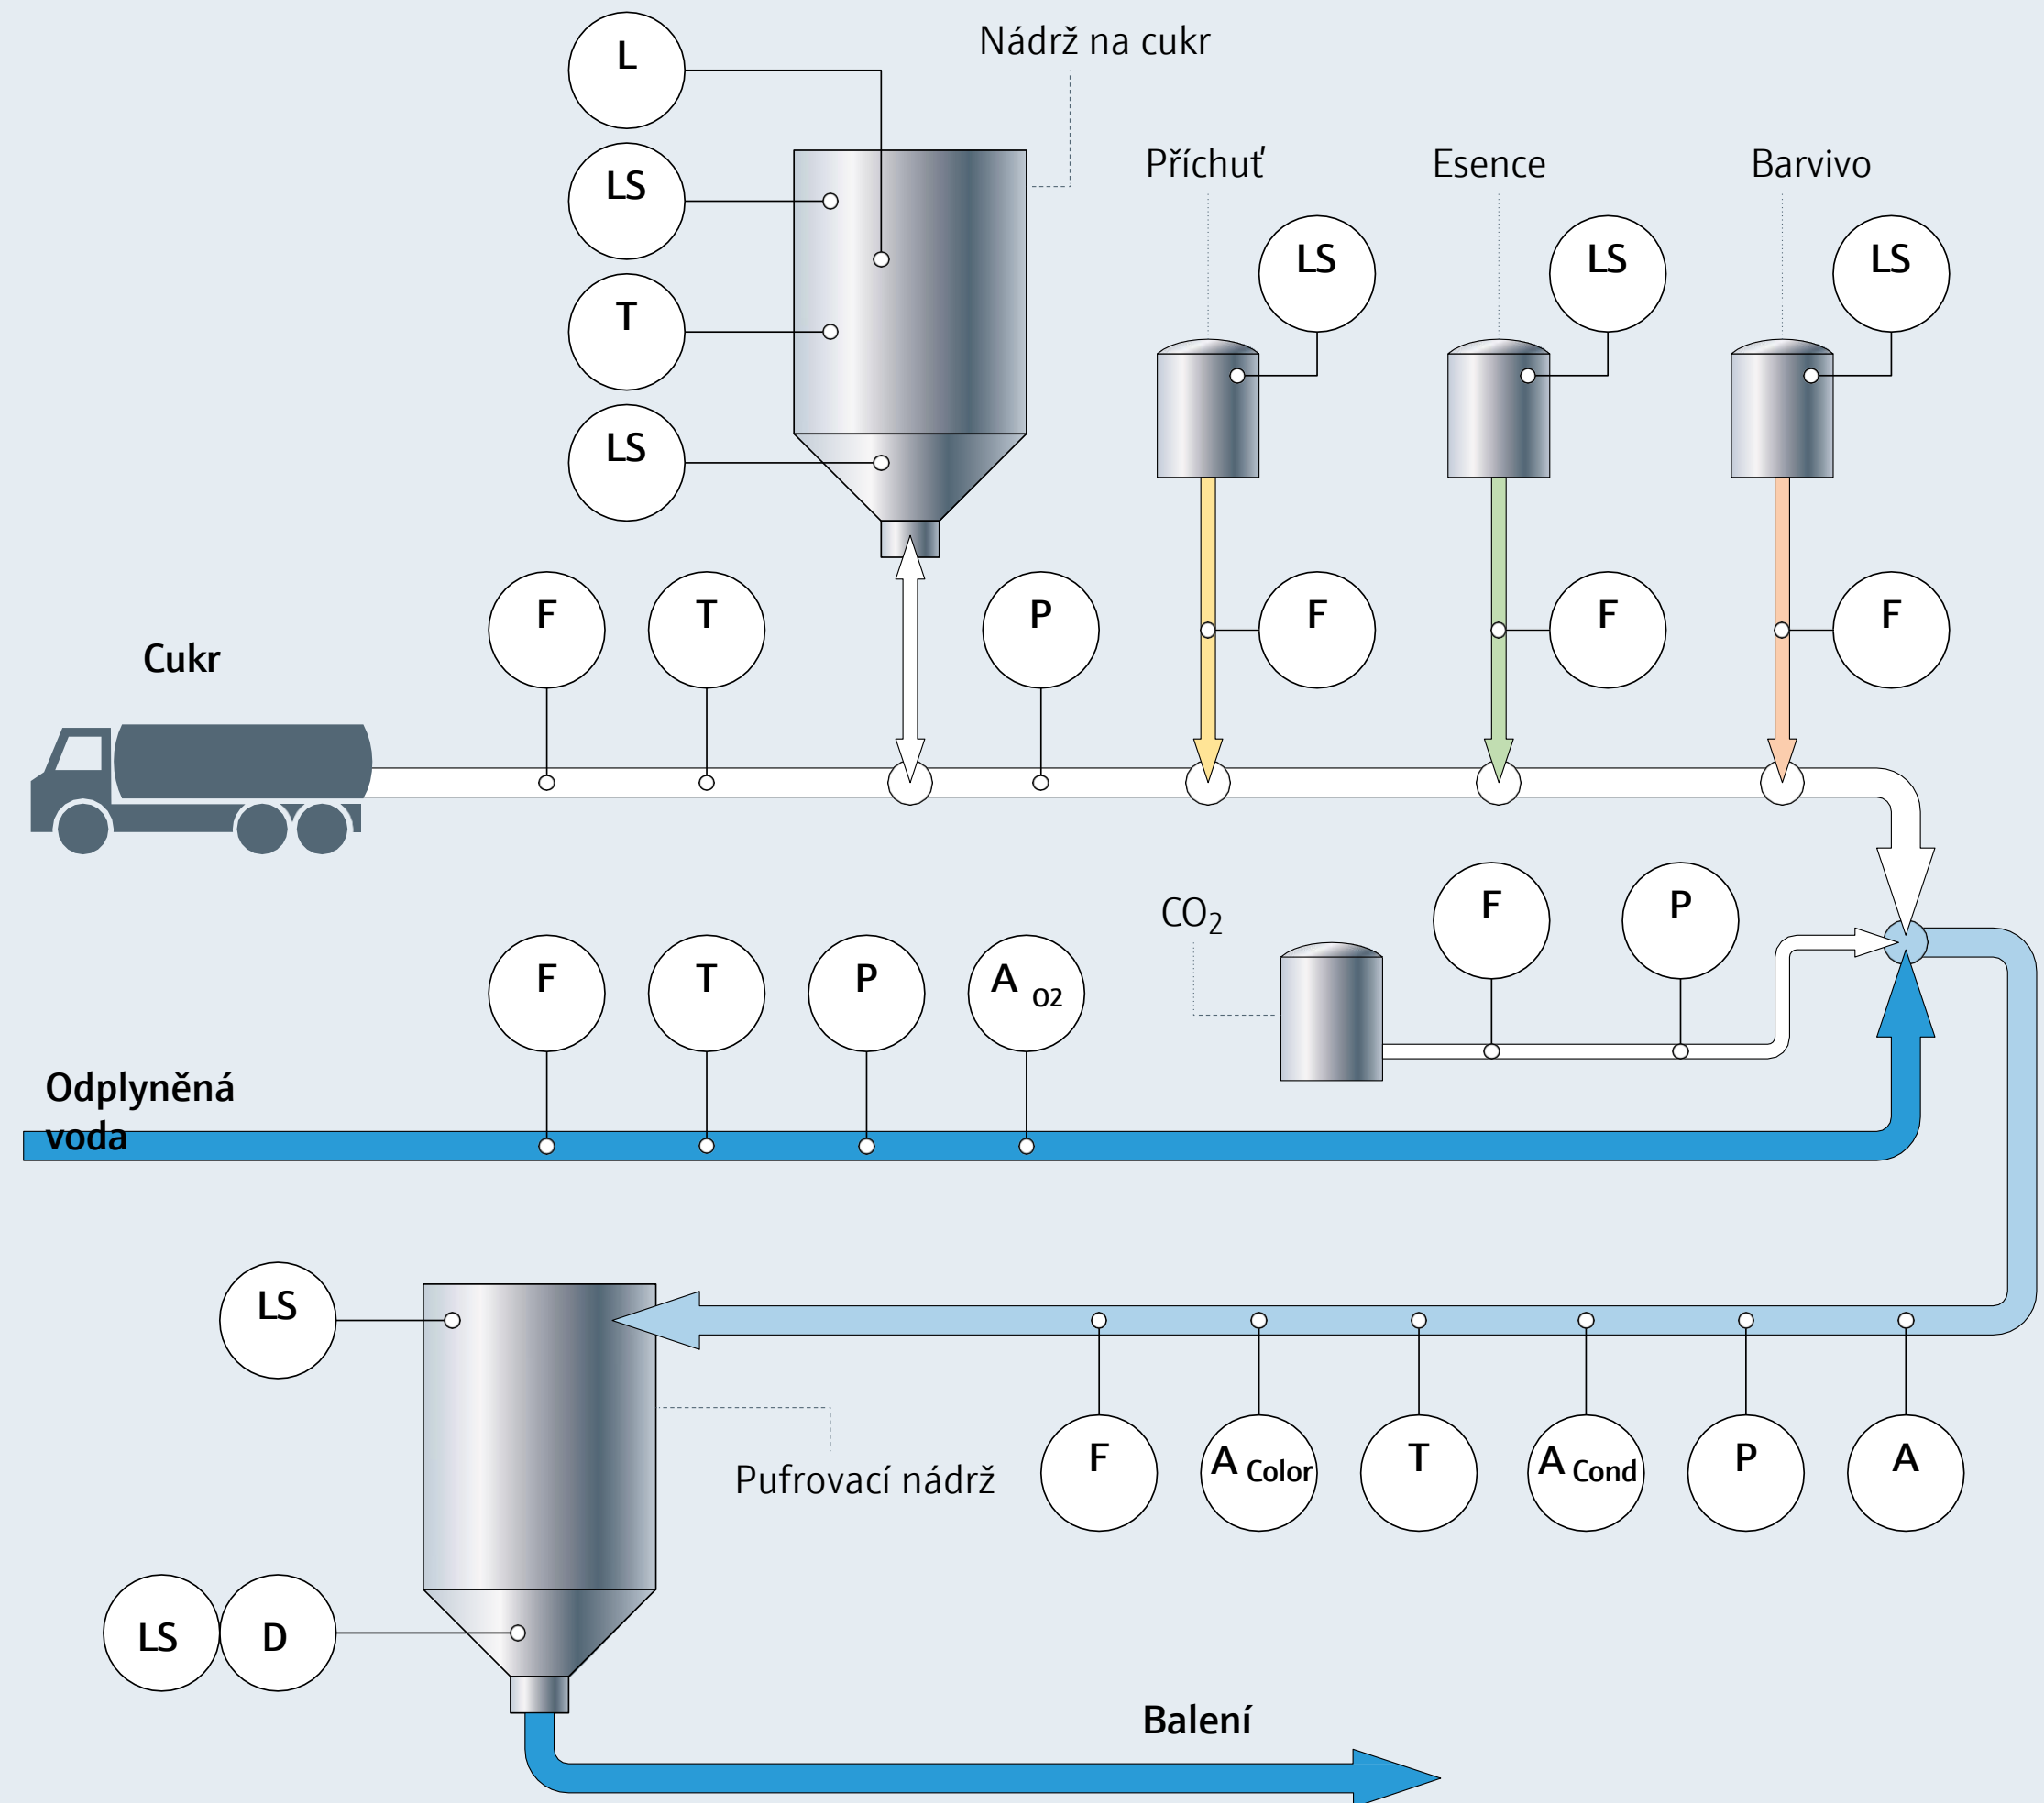 L
Nádrž na cukr
LS
Příchuť
Esence
Barvivo
LS
LS
LS
T
LS
F
T
P
F
F
F
Cukr
CO2
F
P
F
T
P
A O2
Odplyněná
voda
LS
Pufrovací nádrž
F
A Color
T
A Cond
P
A
LS
D
Balení